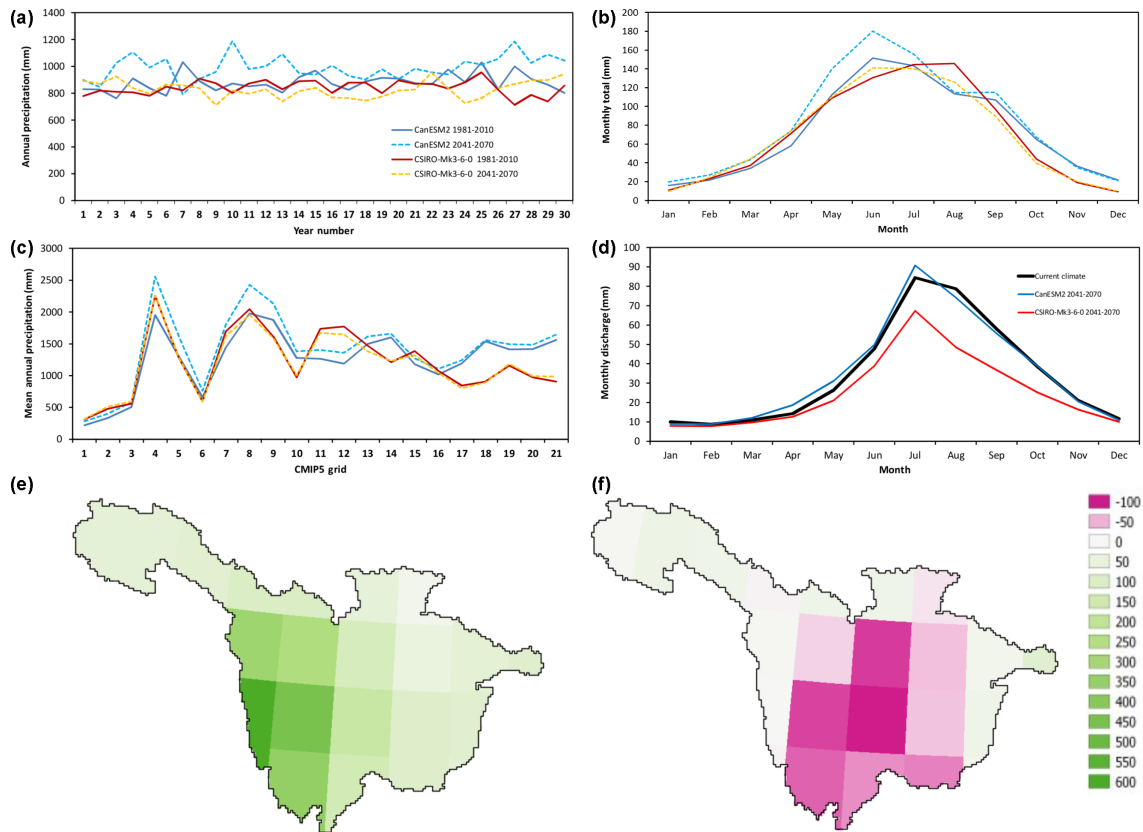 (a)
Annual precipitation (mm)
1400
1200
1000
800
600
400
200
0
1 2 3 4 5 6 7 8 9 10 11 12 13 14 15 16 17 18 19 20 21 22 23 24 25 26 27 28 29 30
Year number
CanESM2 1981-2010
CanESM2 2041-2070
CSIRO-Mk3-6-0 1981-2010
CSIRO-Mk3-6-0 2041-2070
(b)
Monthly total (mm)
200
180
160
140
120
100
80
60
40
20
0
Jan Feb Mar Apr May Jun Jul Aug Sep Oct Nov Dec
Month
(c)
Mean annual precipitation (mm)
3000
2500
2000
1500
1000
500
0
1 2 3 4 5 6 7 8 9 10 11 12 13 14 15 16 17 18 19 20 21
CMIP5 grid
(d)
Monthly discharge (mm)
100
90
80
70
60
50
40
30
20
10
0
Jan Feb Mar Apr May Jun Jul Aug Sep Oct Nov Dec
Month
Current climate
CanESM2 2041-2070
CSIRO-Mk3-6-0 2041-2070
(e)
(f)
-100
-50
0
50
100
150
200
250
300
350
400
450
500
550
600